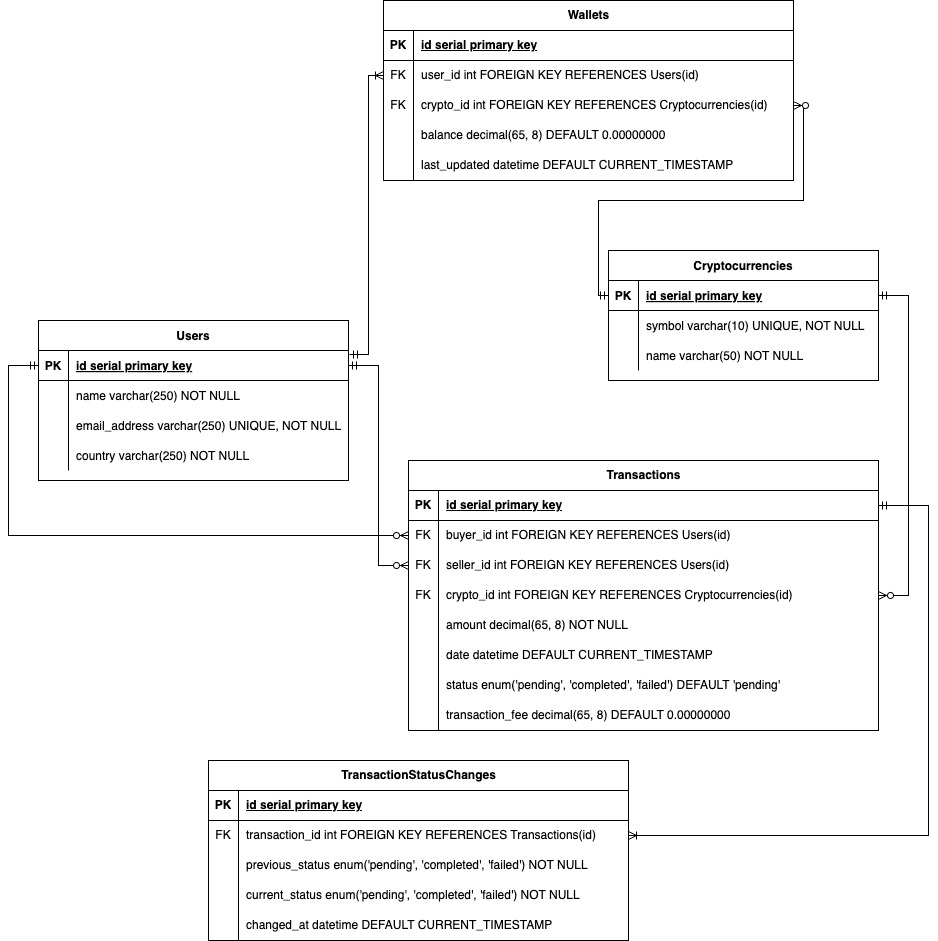 Wallets
PK id serial primary key
FK user_id int FOREIGN KEY REFERENCES Users(id)
FK crypto_id int FOREIGN KEY REFERENCES Cryptocurrencies(id)
balance decimal(65, 8) DEFAULT 0.00000000
last_updated datetime DEFAULT CURRENT_TIMESTAMP
Cryptocurrencies
PK id serial primary key
symbol varchar(10) UNIQUE, NOT NULL
name varchar(50) NOT NULL
Users
PK id serial primary key
name varchar(250) NOT NULL
email_address varchar(250) UNIQUE, NOT NULL
country varchar(250) NOT NULL
Transactions
PK id serial primary key
FK buyer_id int FOREIGN KEY REFERENCES Users(id)
FK seller_id int FOREIGN KEY REFERENCES Users(id)
FK crypto_id int FOREIGN KEY REFERENCES Cryptocurrencies(id)
amount decimal(65, 8) NOT NULL
date datetime DEFAULT CURRENT_TIMESTAMP
status enum('pending', 'completed', 'failed') DEFAULT 'pending'
transaction_fee decimal(65, 8) DEFAULT 0.00000000
TransactionStatusChanges
PK id serial primary key
FK transaction_id int FOREIGN KEY REFERENCES Transactions(id)
previous_status enum('pending', 'completed', 'failed') NOT NULL
current_status enum('pending', 'completed', 'failed') NOT NULL
changed_at datetime DEFAULT CURRENT_TIMESTAMP